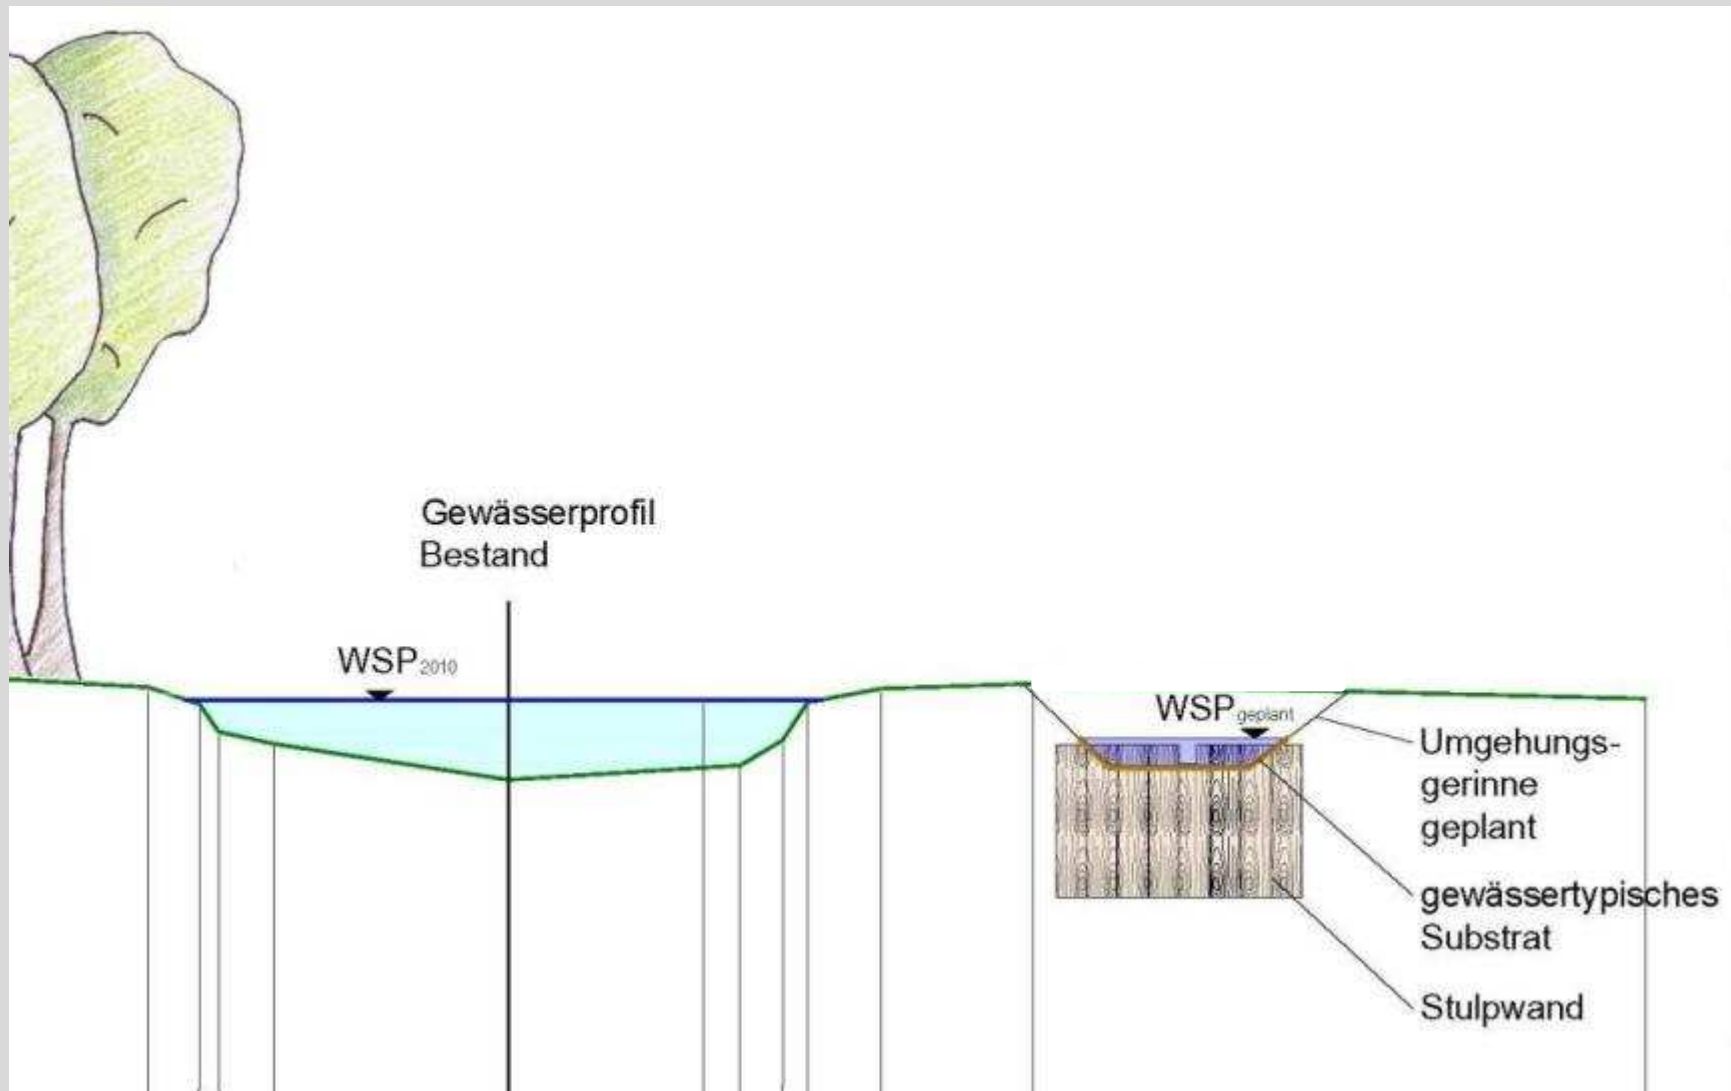 Gewässerprofil
Bestand
WSP2010
WSPgeplant
Umgehungs-
gerinne
geplant
gewässertypisches
Substrat
Stulpwand